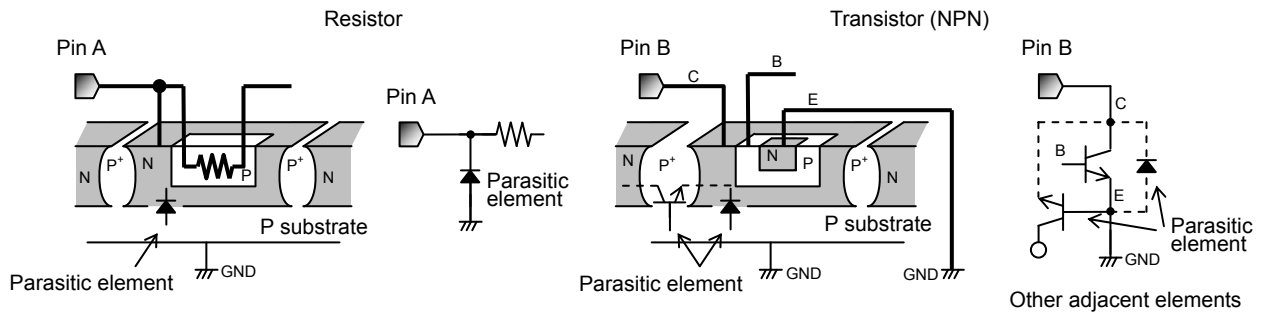 Resistor
Pin A
N
P⁺
N
P
P⁺
N
P substrate
Parasitic element
GND
Pin A
Parasitic
element
Transistor (NPN)
Pin B
C
B
E
N
P⁺
N
N
P
P⁺
N
P substrate
Parasitic element
GND
GND
Pin B
C
B
E
Parasitic
element
GND
Other adjacent elements